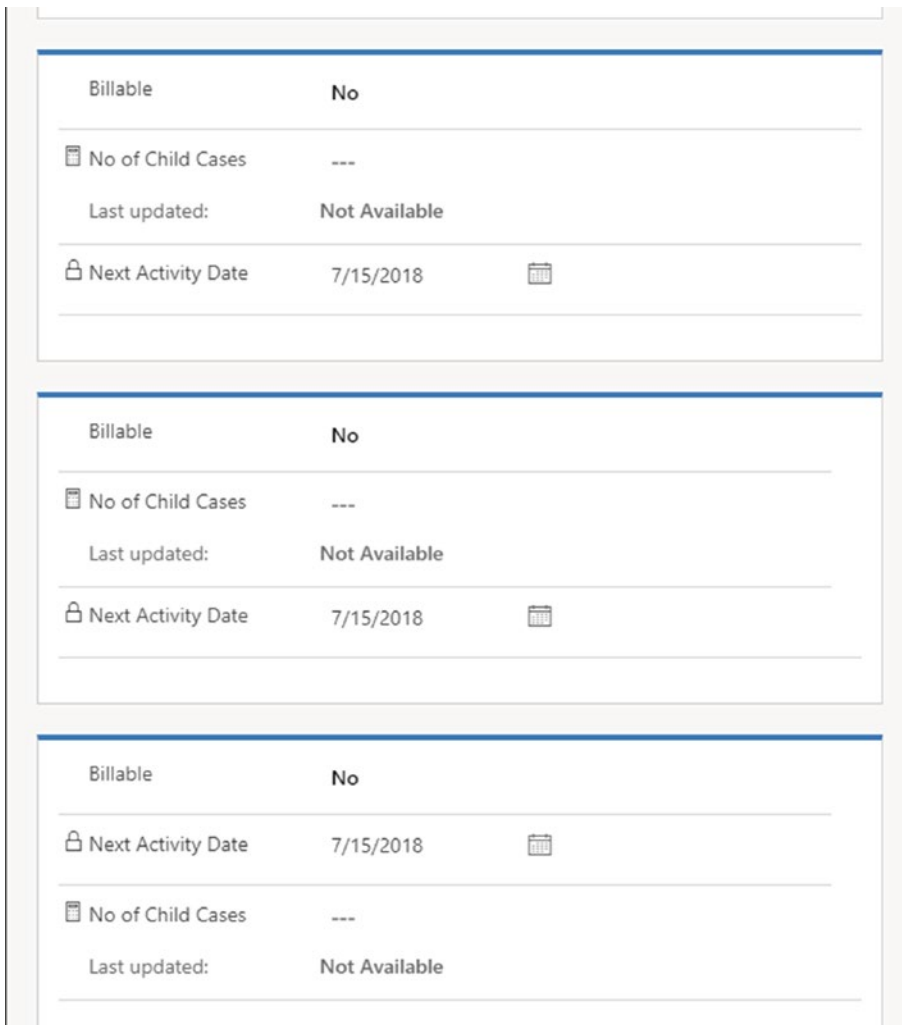 Billable No
No of Child Cases ---
Last updated: Not Available
Next Activity Date 7/15/2018
Billable No
No of Child Cases ---
Last updated: Not Available
Next Activity Date 7/15/2018
Billable No
Next Activity Date 7/15/2018
No of Child Cases ---
Last updated: Not Available